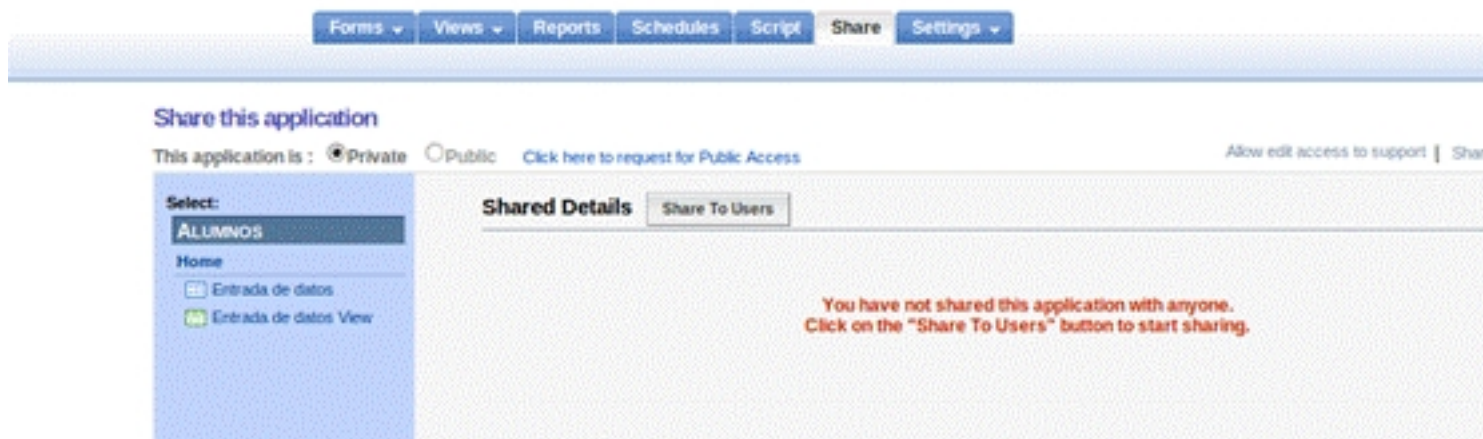 Forms Views Reports Schedules Script Share Settings
Share this application
This application is : Private Public Click here to request for Public Access Allow edit access to support | Shar
Select:
ALUMNOS
Home
Entrada de datos
Entrada de datos View
Shared Details Share To Users
You have not shared this application with anyone.
Click on the "Share To Users" button to start sharing.